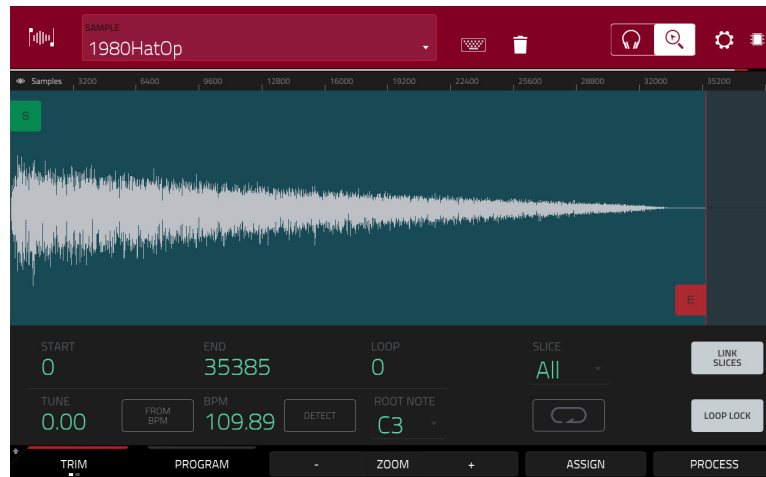 SAMPLE
1980HatOp
Samples 3200 6400 9600 12800 16000 19200 22400 25600 28800 32000 35200
S
E
START END LOOP SLICE
0 35385 0 All
LINK SLICES
TUNE BPM ROOT NOTE
0.00 FROM BPM 109.89 DETECT C3
LOOP LOCK
TRIM PROGRAM - ZOOM + ASSIGN PROCESS